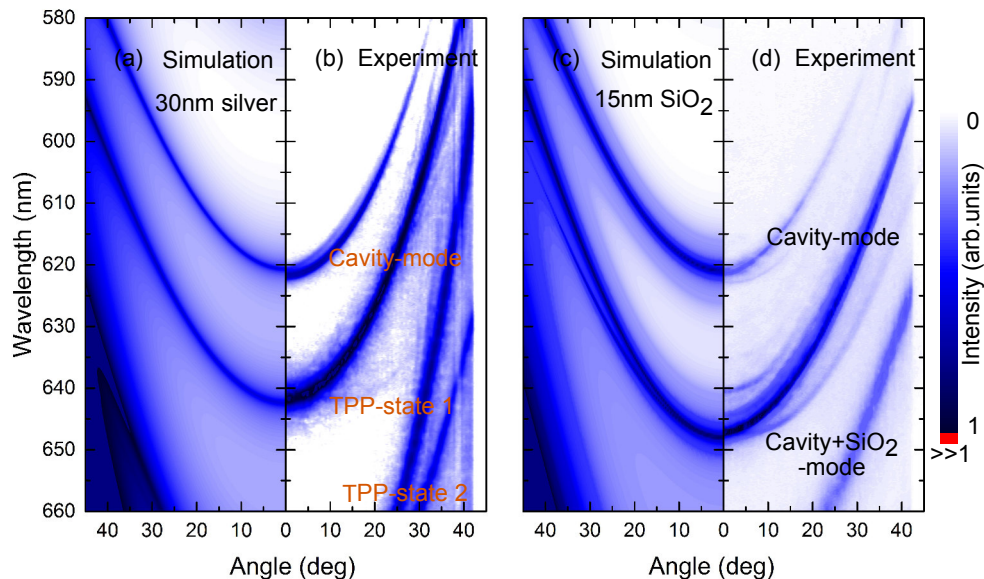 (a) Simulation
30nm silver
(b) Experiment
Cavity-mode
TPP-state 1
TPP-state 2
(c) Simulation
15nm SiO2
(d) Experiment
Cavity-mode
Cavity+SiO2
-mode
580
590
600
610
620
630
640
650
660
Wavelength (nm)
40 30 20 10 0 10 20 30 40
Angle (deg)
40 30 20 10 0 10 20 30 40
Angle (deg)
0
1
>>1
Intensity (arb.units)